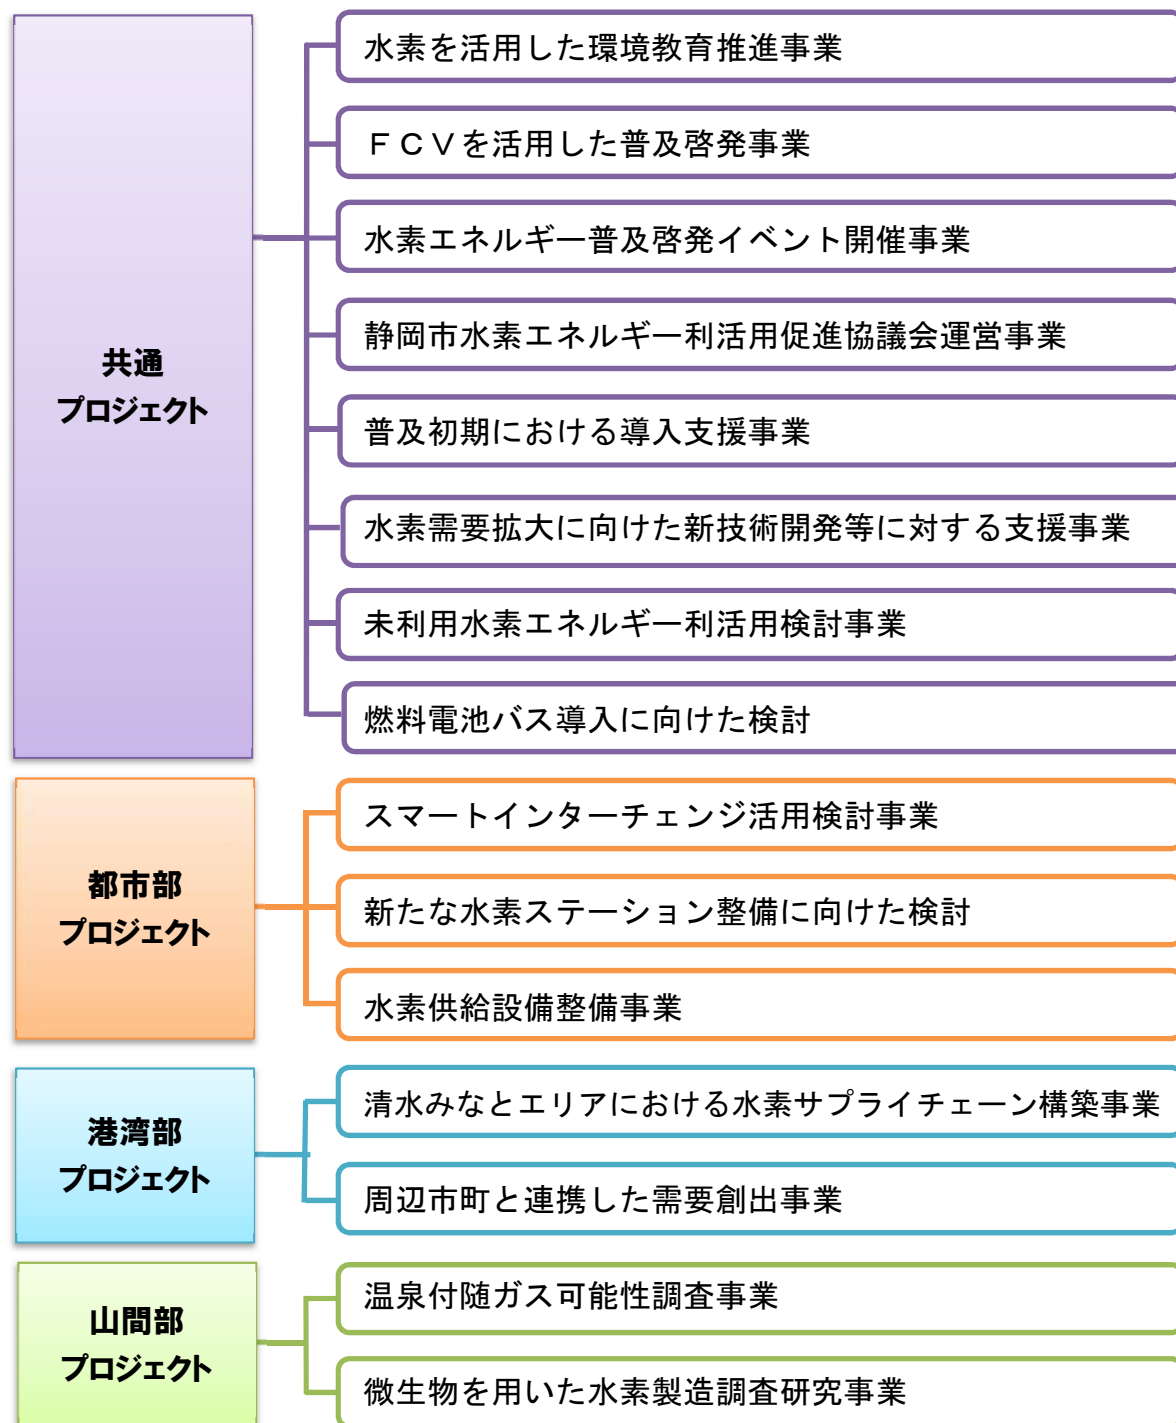 共通
プロジェクト
水素を活用した環境教育推進事業
ＦＣＶを活用した普及啓発事業
水素エネルギー普及啓発イベント開催事業
静岡市水素エネルギー利活用促進協議会運営事業
普及初期における導入支援事業
水素需要拡大に向けた新技術開発等に対する支援事業
未利用水素エネルギー利活用検討事業
燃料電池バス導入に向けた検討
都市部
プロジェクト
スマートインターチェンジ活用検討事業
新たな水素ステーション整備に向けた検討
水素供給設備整備事業
港湾部
プロジェクト
清水みなとエリアにおける水素サプライチェーン構築事業
周辺市町と連携した需要創出事業
山間部
プロジェクト
温泉付随ガス可能性調査事業
微生物を用いた水素製造調査研究事業